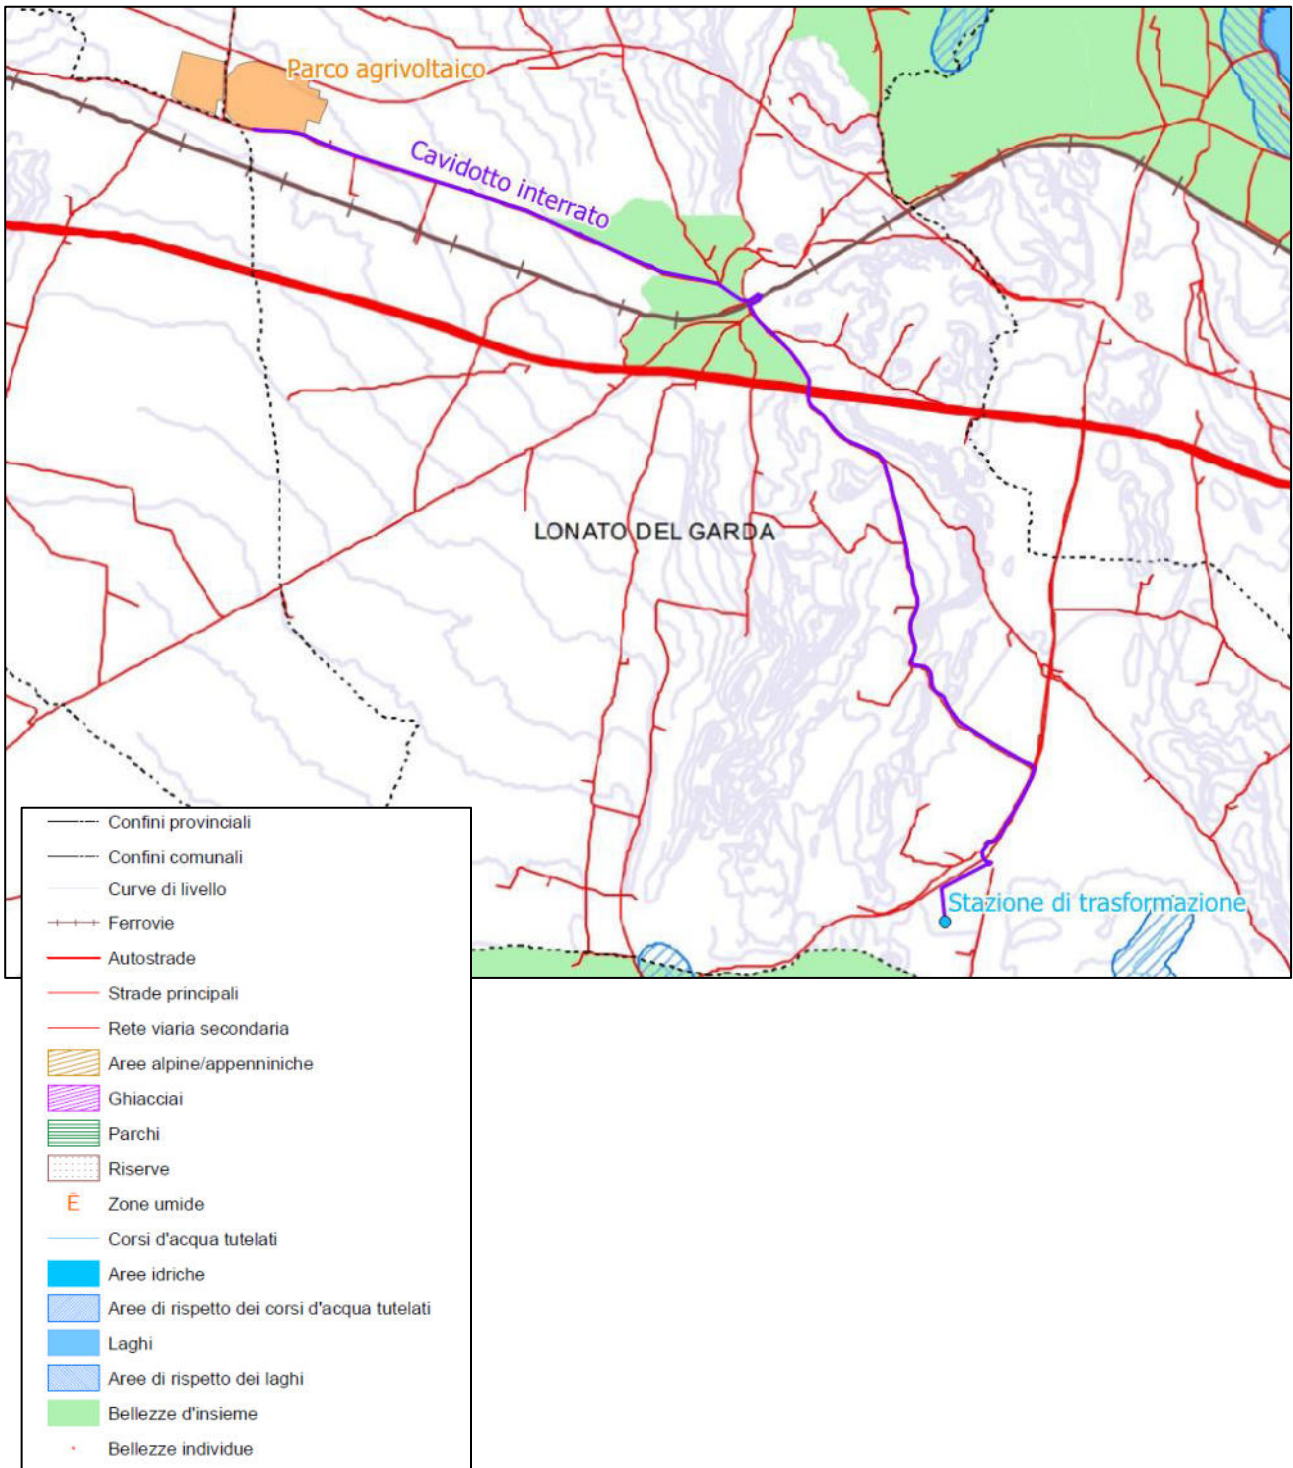 Parco agrivoltaico
Cavidotto interrato
LONATO DEL GARDA
Stazione di trasformazione
Confini provinciali
Confini comunali
Curve di livello
Ferrovie
Autostrade
Strade principali
Rete viaria secondaria
Aree alpine/appenniniche
Ghiacciai
Parchi
Riserve
Ē Zone umide
Corsi d'acqua tutelati
Aree idriche
Aree di rispetto dei corsi d'acqua tutelati
Laghi
Aree di rispetto dei laghi
Bellezze d'insieme
Bellezze individue